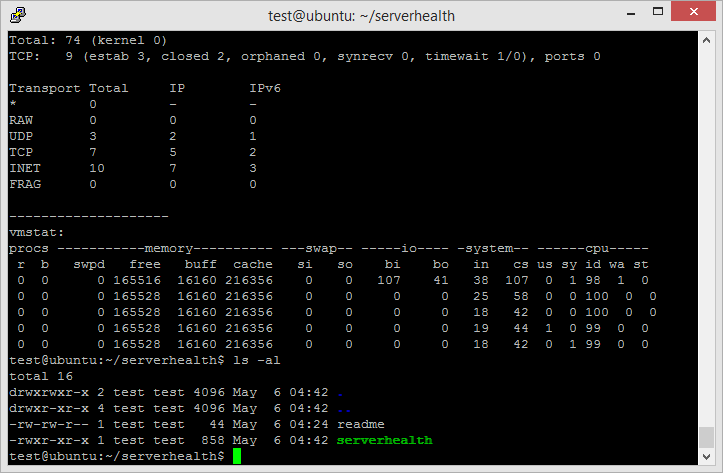 test@ubuntu: ~/serverhealth
Total: 74 (kernel 0)
TCP:   9 (estab 3, closed 2, orphaned 0, synrecv 0, timewait 1/0), ports 0
Transport Total     IP        IPv6
*         0         -         -
RAW       0         0         0
UDP       3         2         1
TCP       7         5         2
INET      10        7         3
FRAG      0         0         0
--------------------
vmstat:
procs -----------memory---------- ---swap-- -----io---- -system-- ------cpu-----
 r  b   swpd   free   buff  cache   si   so    bi    bo   in   cs us sy id wa st
 0  0      0 165516  16160 216356    0    0   107    41   38  107  0  1 98  1  0
 0  0      0 165528  16160 216356    0    0     0     0   25   58  0  0 100  0  0
 0  0      0 165528  16160 216356    0    0     0     0   18   42  0  0 100  0  0
 0  0      0 165528  16160 216356    0    0     0     0   19   44  1  0 99  0  0
 0  0      0 165528  16160 216356    0    0     0     0   18   42  0  1 99  0  0
test@ubuntu:~/serverhealth$ ls -al
total 16
drwxrwxr-x 2 test test 4096 May  6 04:42 .
drwxr-xr-x 4 test test 4096 May  6 04:42 ..
-rw-rw-r-- 1 test test   44 May  6 04:24 readme
-rwxr-xr-x 1 test test  858 May  6 04:42 serverhealth
test@ubuntu:~/serverhealth$